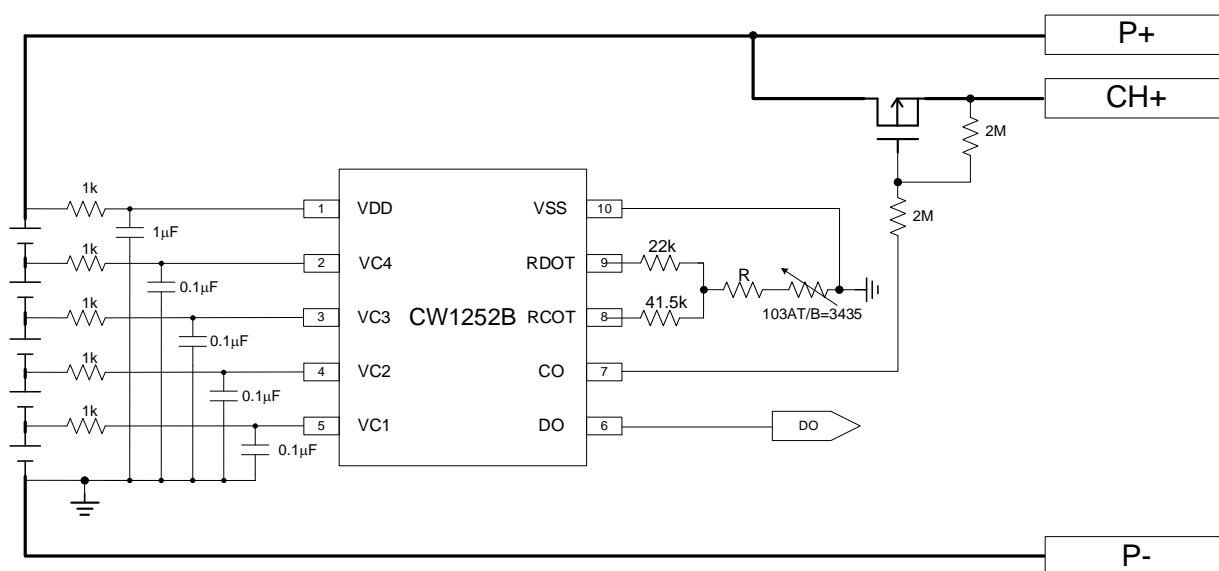 P+
CH+
2M
1k
1 VDD VSS 10
1μF
2M
1k
22k
2 VC4 RDOT 9
0.1μF
R
1k
41.5k
3 VC3 CW1252B RCOT 8
103AT/B=3435
0.1μF
1k
4 VC2 CO 7
0.1μF
1k
5 VC1 DO 6
DO
0.1μF
P-